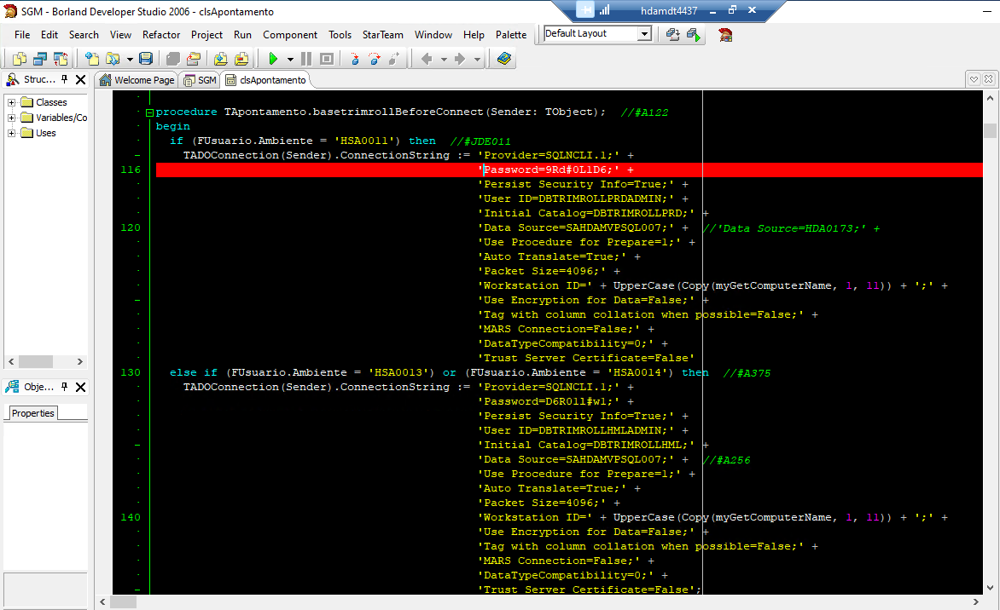 SGM - Borland Developer Studio 2006 - clsApontamento
hdamdt4437
File Edit Search View Refactor Project Run Component Tools StarTeam Window Help Palette
Default Layout
Struc...
Welcome Page SGM clsApontamento
Classes
Variables/Co
Uses
Obje...
Properties
procedure TApontamento.basetrimrollBeforeConnect(Sender: TObject); //#A122
begin
if (FUsuario.Ambiente = 'HSA0011') then //#JDE011
TADOConnection(Sender).ConnectionString := 'Provider=SQLNCLI.1;' +
116 'Password=9Rd#0L1D6;' +
'Persist Security Info=True;' +
'User ID=DBTRIMROLLPRDADMIN;' +
'Initial Catalog=DBTRIMROLLPRD;' +
120 'Data Source=SAHDAMVPSQL007;' + //'Data Source=HDA0173;' +
'Use Procedure for Prepare=1;' +
'Auto Translate=True;' +
'Packet Size=4096;' +
'Workstation ID=' + UpperCase(Copy(myGetComputerName, 1, 11)) + ';' +
'Use Encryption for Data=False;' +
'Tag with column collation when possible=False;' +
'MARS Connection=False;' +
'DataTypeCompatibility=0;' +
'Trust Server Certificate=False'
130 else if (FUsuario.Ambiente = 'HSA0013') or (FUsuario.Ambiente = 'HSA0014') then //#A375
TADOConnection(Sender).ConnectionString := 'Provider=SQLNCLI.1;' +
'Password=D6R011#w1;' +
'Persist Security Info=True;' +
'User ID=DBTRIMROLLHMLADMIN;' +
'Initial Catalog=DBTRIMROLLHML;' +
'Data Source=SAHDAMVPSQL007;' + //#A256
'Use Procedure for Prepare=1;' +
'Auto Translate=True;' +
'Packet Size=4096;' +
140 'Workstation ID=' + UpperCase(Copy(myGetComputerName, 1, 11)) + ';' +
'Use Encryption for Data=False;' +
'Tag with column collation when possible=False;' +
'MARS Connection=False;' +
'DataTypeCompatibility=0;' +
'Trust Server Certificate=False';